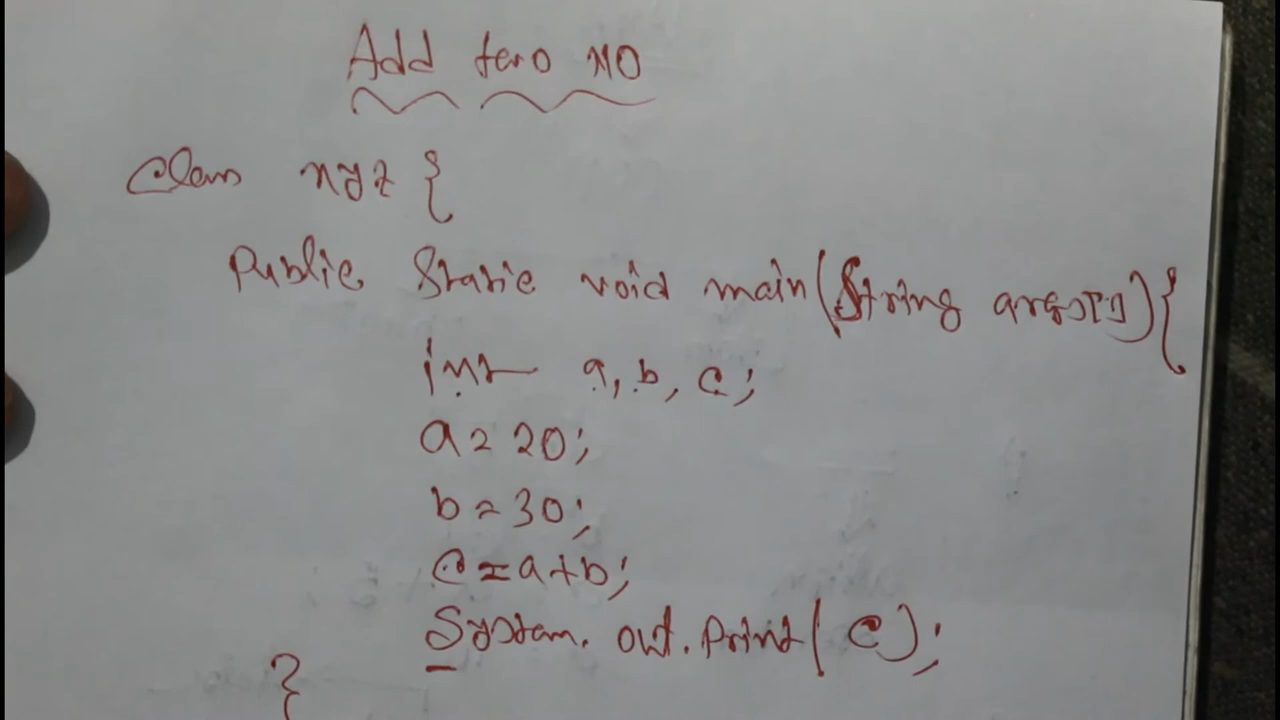 Add two NO
class xyz {
Public Static void main(String args[]){
int a, b, c;
a = 20;
b = 30;
c = a+b;
System. out. Print( c);
}